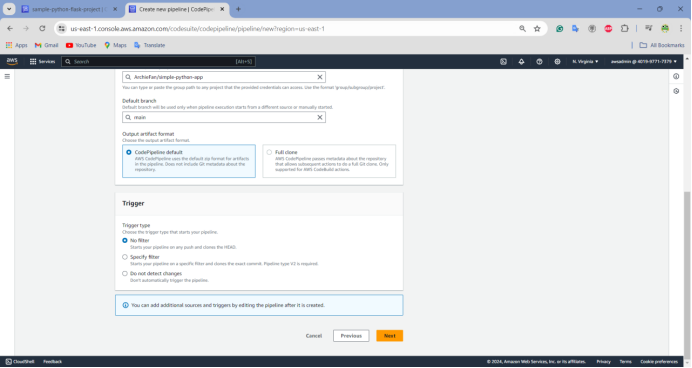 sample-python-flask-project |
Create new pipeline | CodePipe
us-east-1.console.aws.amazon.com/codesuite/codepipeline/pipeline/new?region=us-east-1
Apps
Gmail
YouTube
Maps
Translate
All Bookmarks
aws
Services
Search
[Alt+S]
N. Virginia
awsadmin @ 4019-9771-7379
ArchieFan/simple-python-app
You can type or paste the group path to any project that the provided credentials can access. Use the format 'group/subgroup/project'.
Default branch
Default branch will be used only when pipeline execution starts from a different source or manually started.
main
Output artifact format
Choose the output artifact format.
CodePipeline default
AWS CodePipeline uses the default zip format for artifacts
in the pipeline. Does not include Git metadata about the
repository.
Full clone
AWS CodePipeline passes metadata about the repository
that allows subsequent actions to do a full Git clone. Only
supported for AWS CodeBuild actions.
Trigger
Trigger type
Choose the trigger type that starts your pipeline.
No filter
Starts your pipeline on any push and clones the HEAD.
Specify filter
Starts your pipeline on a specific filter and clones the exact commit. Pipeline type V2 is required.
Do not detect changes
Don't automatically trigger the pipeline.
You can add additional sources and triggers by editing the pipeline after it is created.
Cancel
Previous
Next
CloudShell
Feedback
© 2024, Amazon Web Services, Inc. or its affiliates.
Privacy
Terms
Cookie preferences